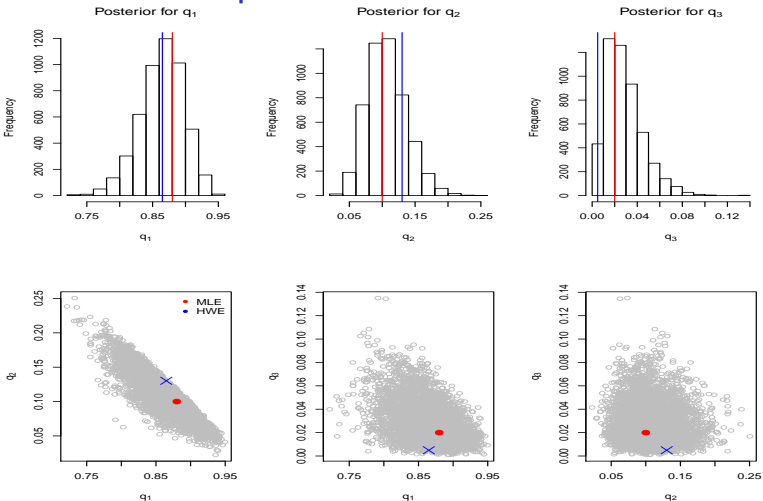 Posterior for q1
Frequency
0 200 400 600 800 1000 1200
0.75 0.85 0.95
q1
Posterior for q2
Frequency
0 200 400 600 800 1000
0.05 0.15 0.25
q2
Posterior for q3
Frequency
0 200 400 600 800 1000
0.00 0.04 0.08 0.12
q3
q2
0.05 0.10 0.15 0.20 0.25
MLE
HWE
0.75 0.85 0.95
q1
q3
0.00 0.02 0.04 0.06 0.08 0.10 0.12 0.14
0.75 0.85 0.95
q1
q3
0.00 0.02 0.04 0.06 0.08 0.10 0.12 0.14
0.05 0.15 0.25
q2